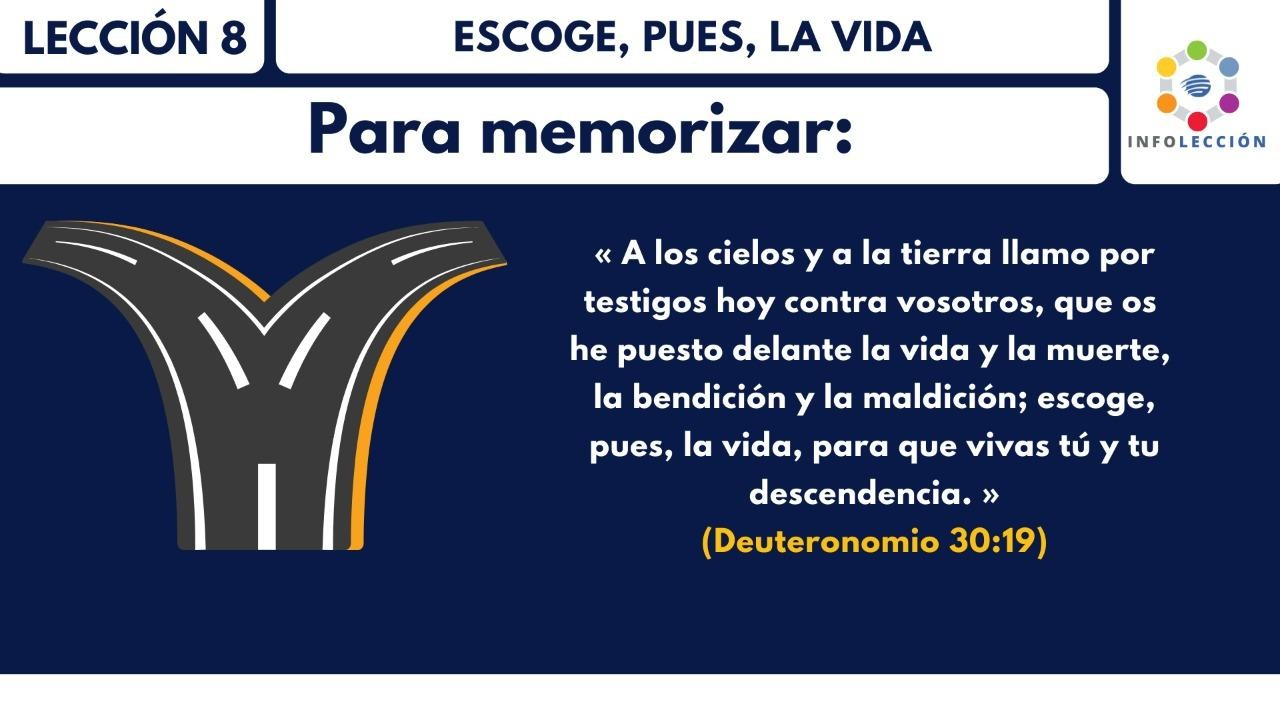 LECCIÓN 8
ESCOGE, PUES, LA VIDA
INFOLECCIÓN
Para memorizar:
« A los cielos y a la tierra llamo por
testigos hoy contra vosotros, que os
he puesto delante la vida y la muerte,
la bendición y la maldición; escoge,
pues, la vida, para que vivas tú y tu
descendencia. »
(Deuteronomio 30:19)